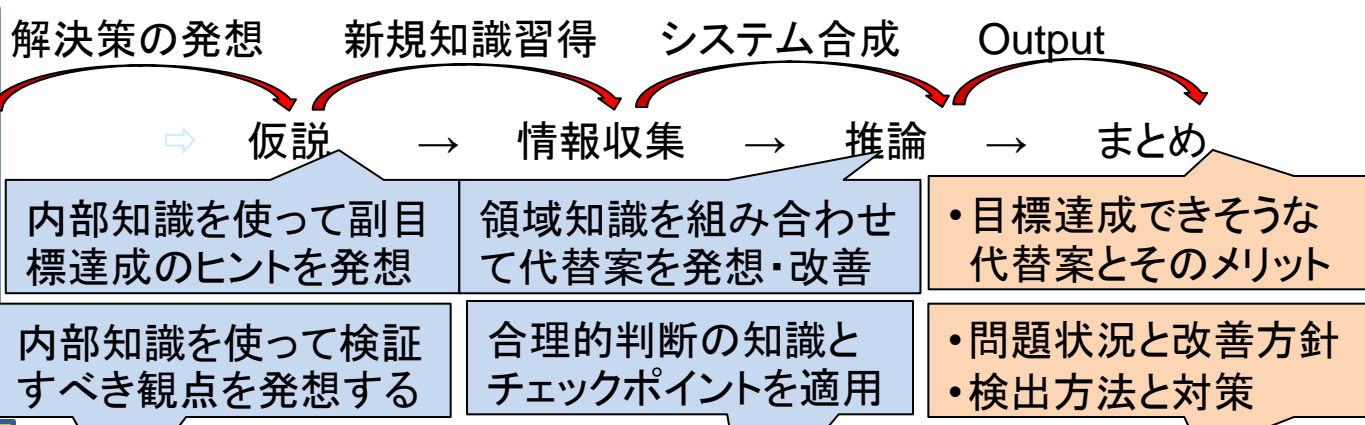 解決策の発想 新規知識習得 システム合成 Output
⇨ 仮説 → 情報収集 → 推論 → まとめ
内部知識を使って副目
標達成のヒントを発想
領域知識を組み合わせ
て代替案を発想・改善
・目標達成できそうな
代替案とそのメリット
内部知識を使って検証
すべき観点を発想する
合理的判断の知識と
チェックポイントを適用
・問題状況と改善方針
・検出方法と対策